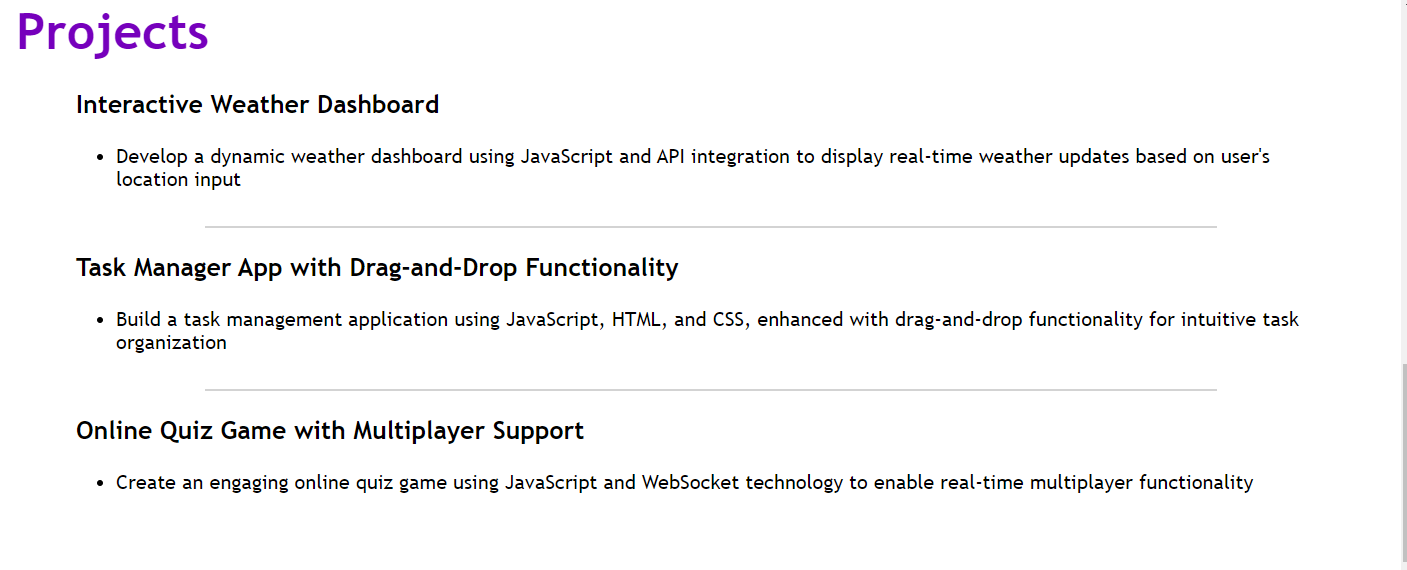 Projects
Interactive Weather Dashboard
• Develop a dynamic weather dashboard using JavaScript and API integration to display real-time weather updates based on user's
location input
Task Manager App with Drag-and-Drop Functionality
• Build a task management application using JavaScript, HTML, and CSS, enhanced with drag-and-drop functionality for intuitive task
organization
Online Quiz Game with Multiplayer Support
• Create an engaging online quiz game using JavaScript and WebSocket technology to enable real-time multiplayer functionality